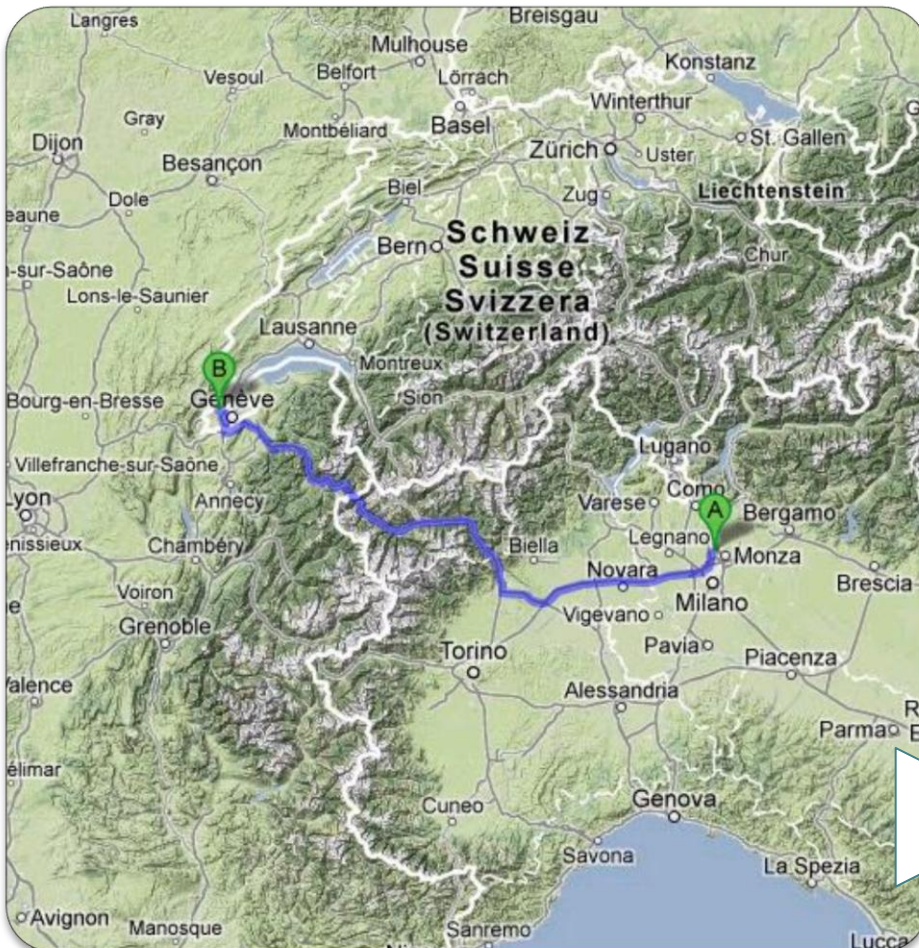 Langres
Breisgau
Mulhouse
Konstanz
Vesoul
Belfort
Lörrach
Winterthur
Gray
Montbéliard
Basel
St. Gallen
Dijon
Zürich
Uster
Besançon
Biel
Zug
Liechtenstein
Dole
eaune
Schweiz
Bern
Suisse
Chur
-sur-Saône
Svizzera
Lons-le-Saunier
(Switzerland)
Lausanne
Montreux
B
Bourg-en-Bresse
Genève
Sion
Lugano
Villefranche-sur-Saône
Como
Lyon
Annecy
Varese
A
Bergamo
Legnano
énissieux
Chambéry
Biella
Monza
Novara
Brescia
Voiron
Milano
Vigevano
Grenoble
Pavia
Torino
Piacenza
Valence
Alessandria
Parma
élimar
Cuneo
Genova
Savona
La Spezia
Avignon
Manosque
Sanremo
Lucca